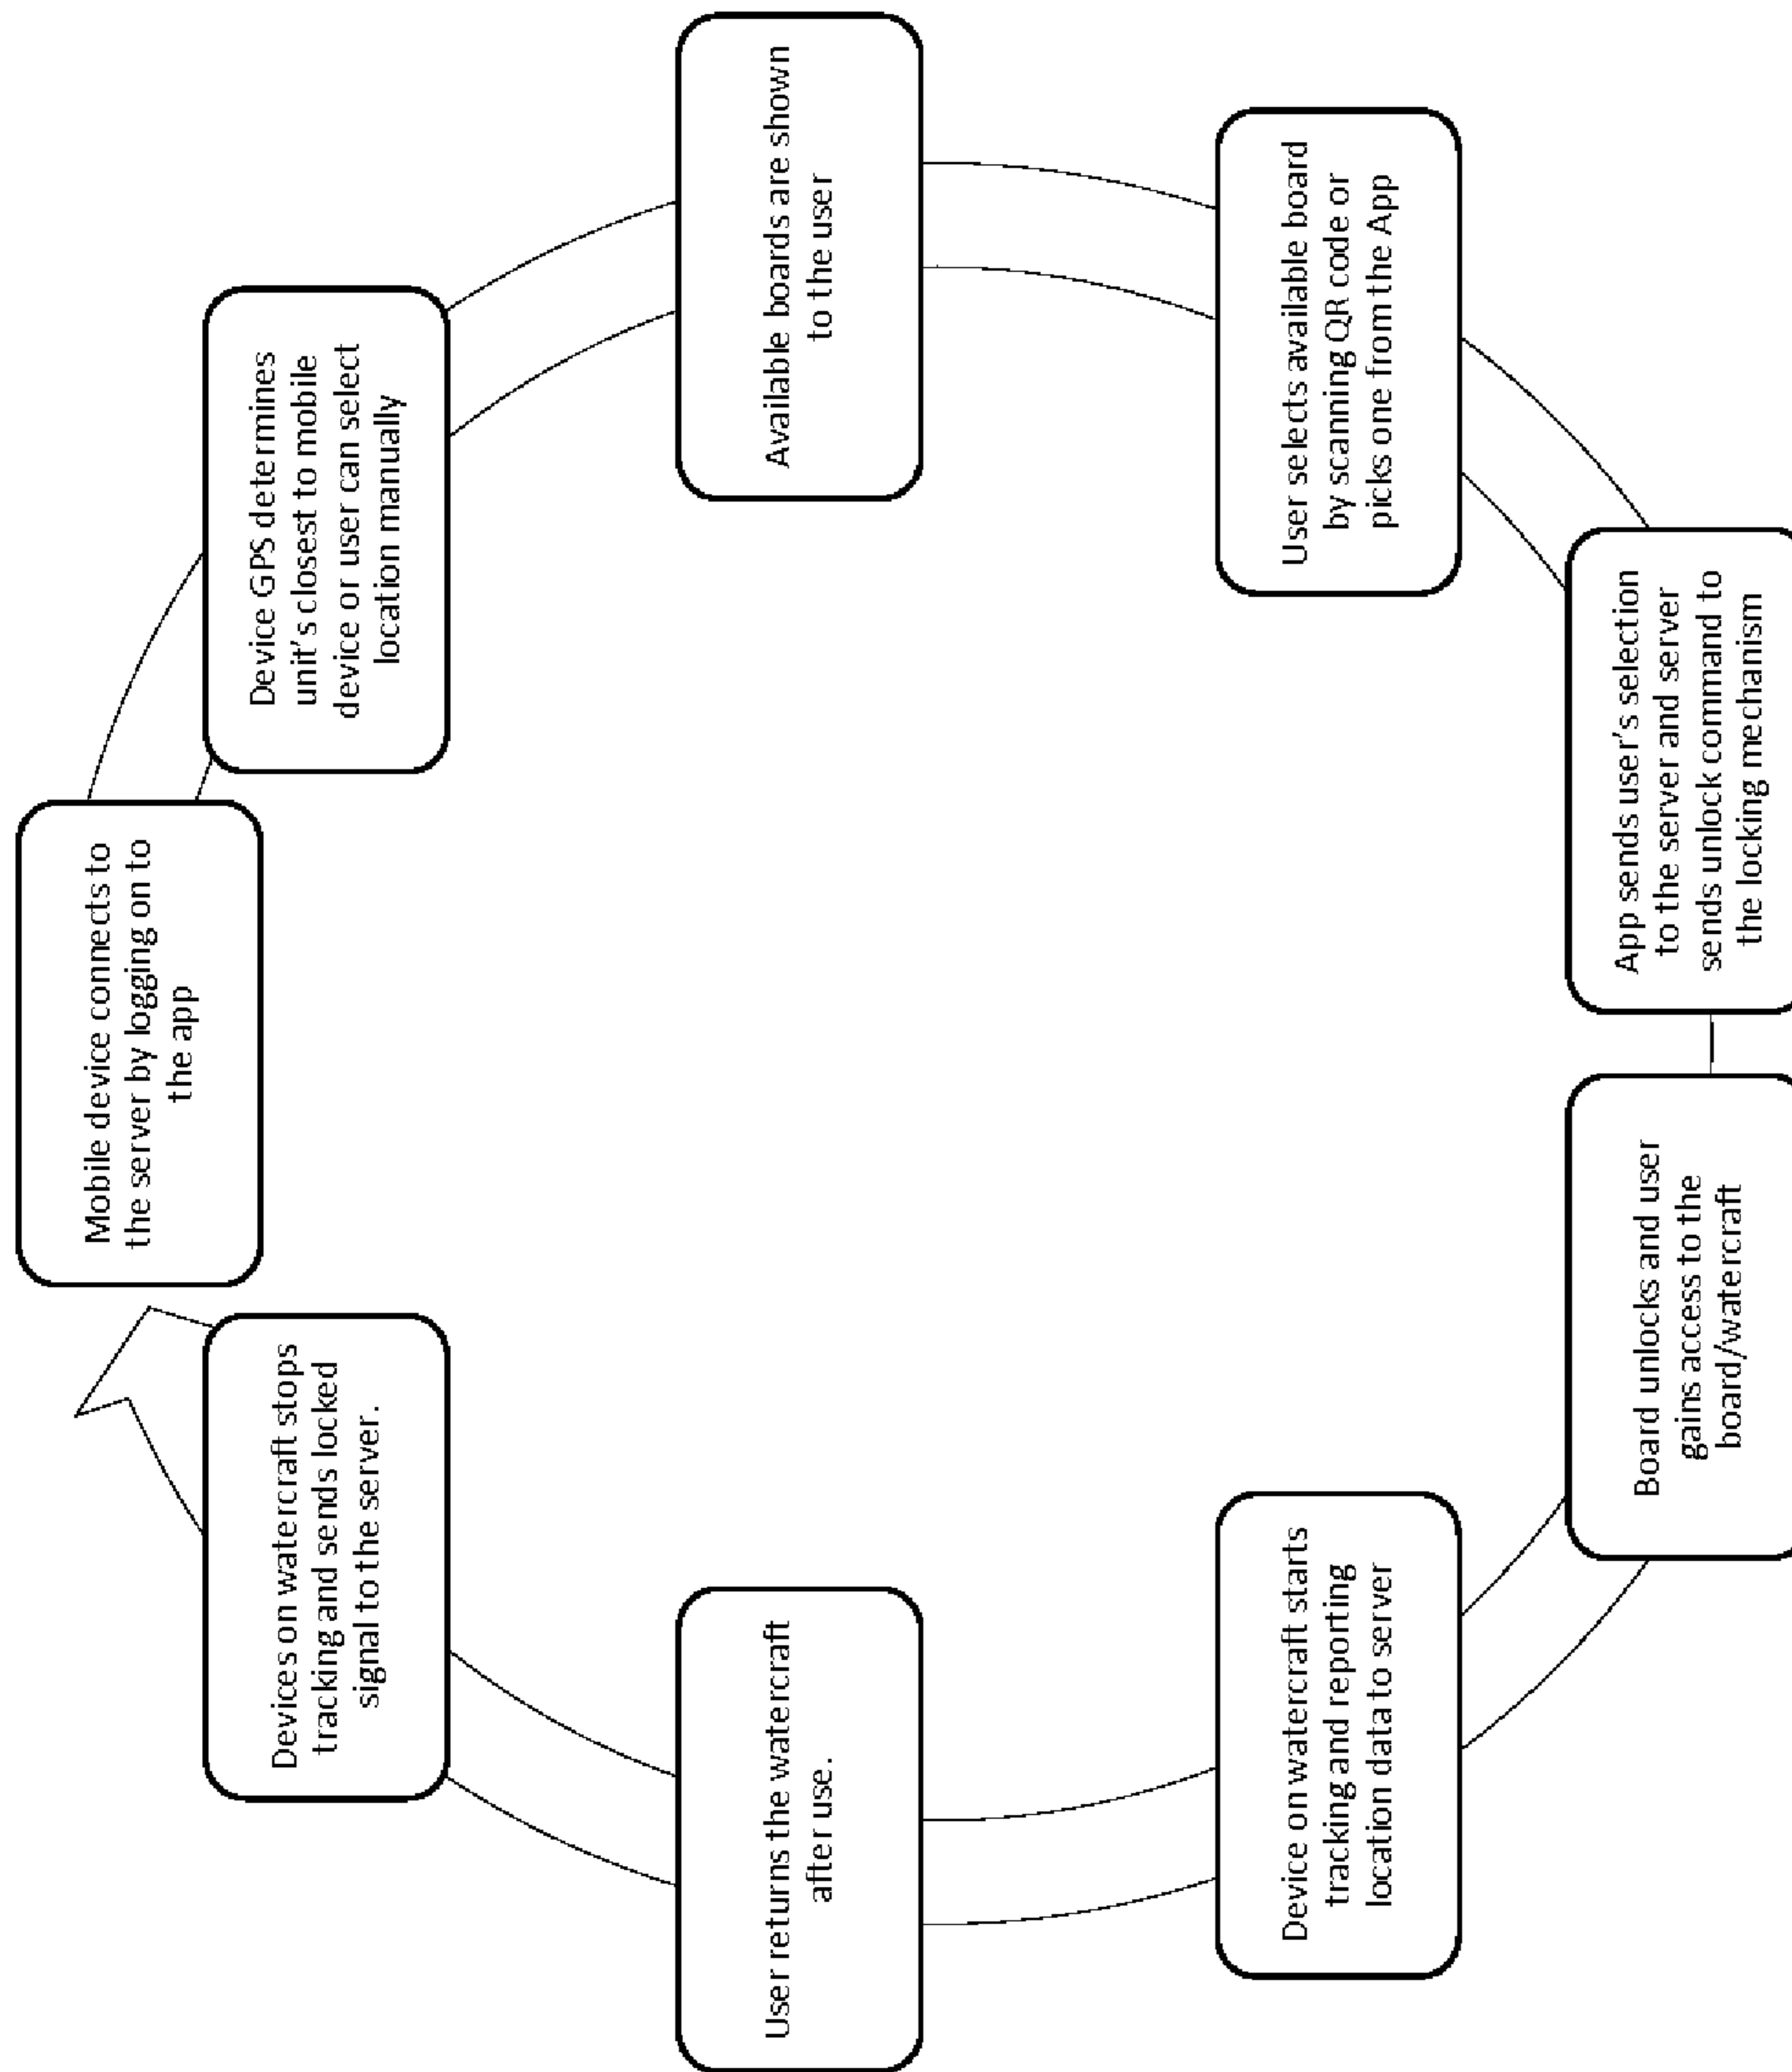 Mobile device connects to
the server by logging on to
the app
Device GPS determines
unit's closest to mobile
device or user can select
location manually
Available boards are shown
to the user
User selects available board
by scanning QR code or
picks one from the App
App sends user's selection
to the server and server
sends unlock command to
the locking mechanism
Board unlocks and user
gains access to the
board/watercraft
Device on watercraft starts
tracking and reporting
location data to server
User returns the watercraft
after use.
Devices on watercraft stops
tracking and sends locked
signal to the server.